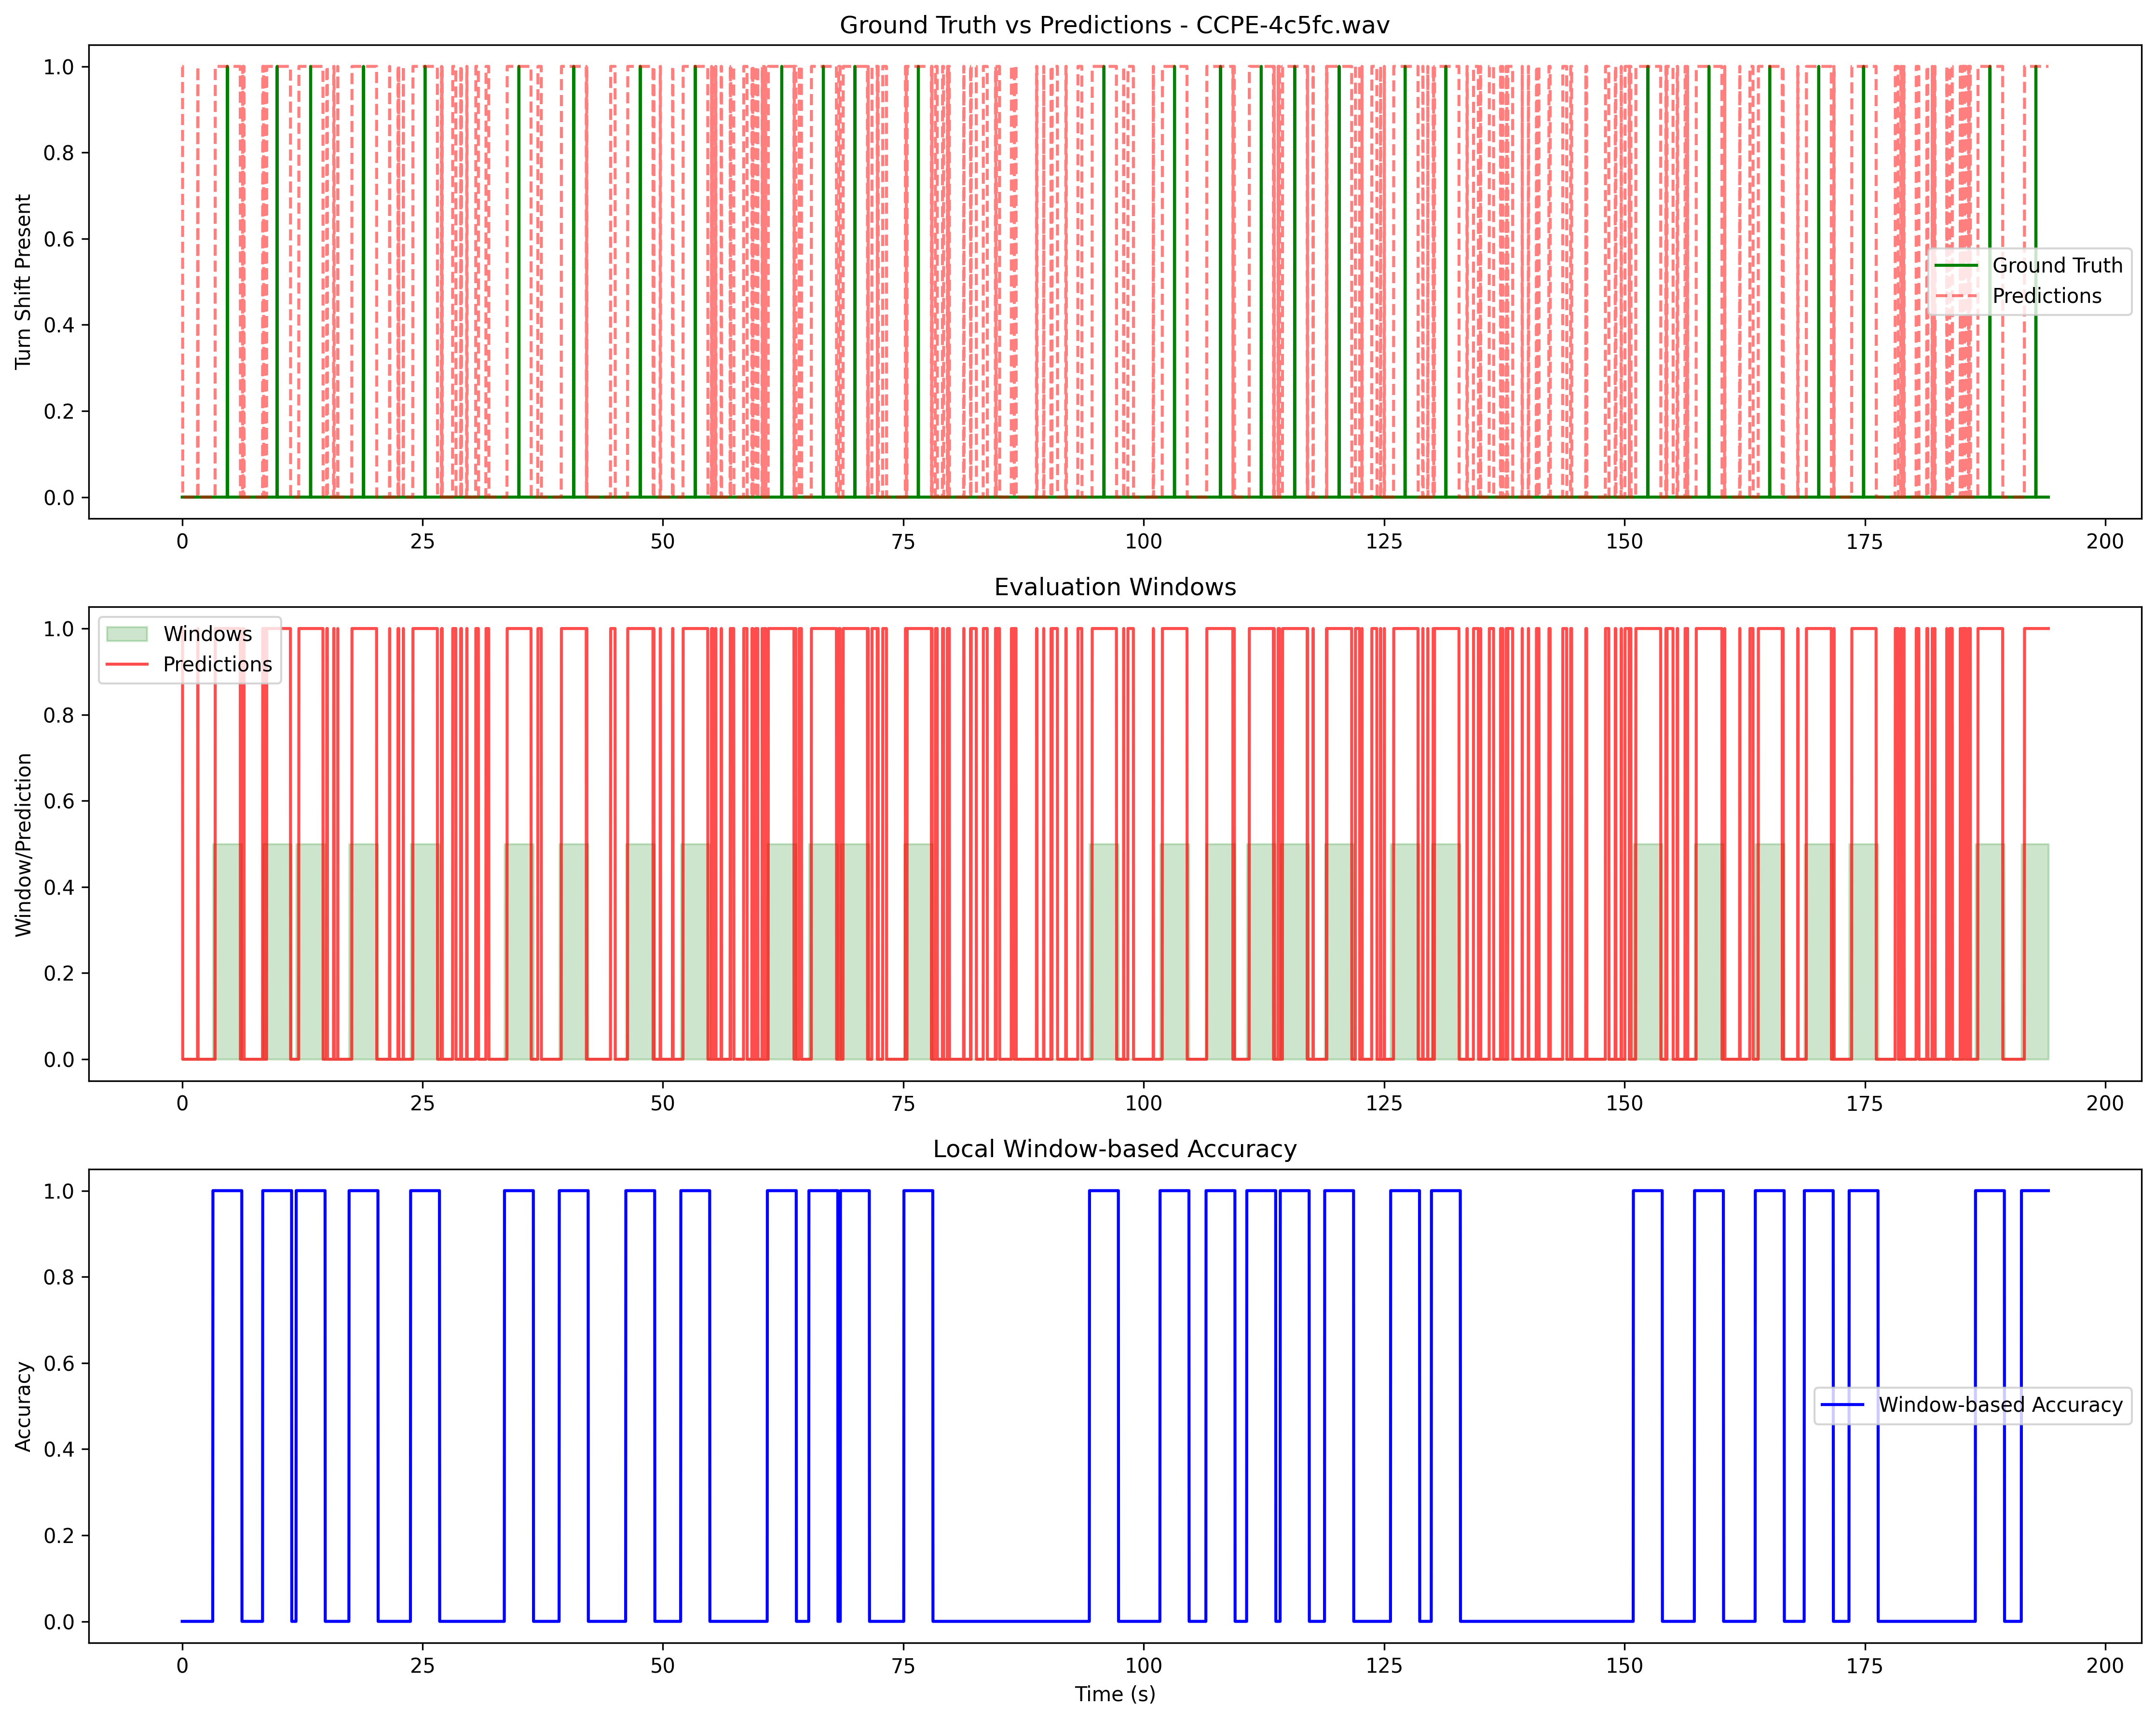 Ground Truth vs Predictions - CCPE-4c5fc.wav
1.0
0.8
0.6
0.4
0.2
0.0
Turn Shift Present
Ground Truth
Predictions
0 25 50 75 100 125 150 175 200
Evaluation Windows
Windows
Predictions
1.0
0.8
0.6
0.4
0.2
0.0
Window/Prediction
0 25 50 75 100 125 150 175 200
Local Window-based Accuracy
1.0
0.8
0.6
0.4
0.2
0.0
Accuracy
Window-based Accuracy
0 25 50 75 100 125 150 175 200
Time (s)